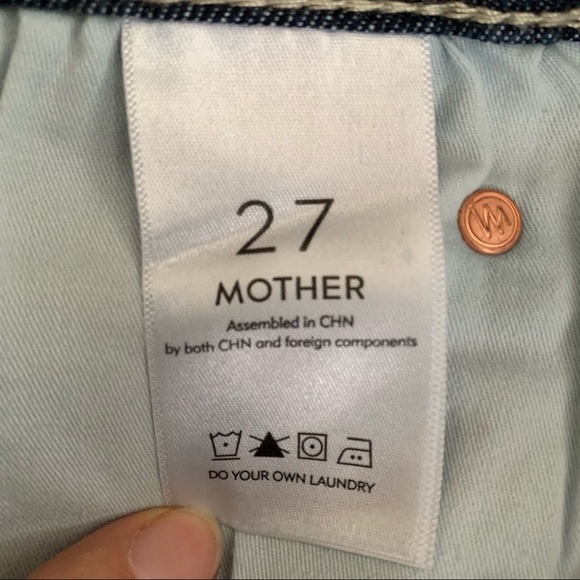 27
MOTHER
Assembled in CHN
by both CHN and foreign components
DO YOUR OWN LAUNDRY